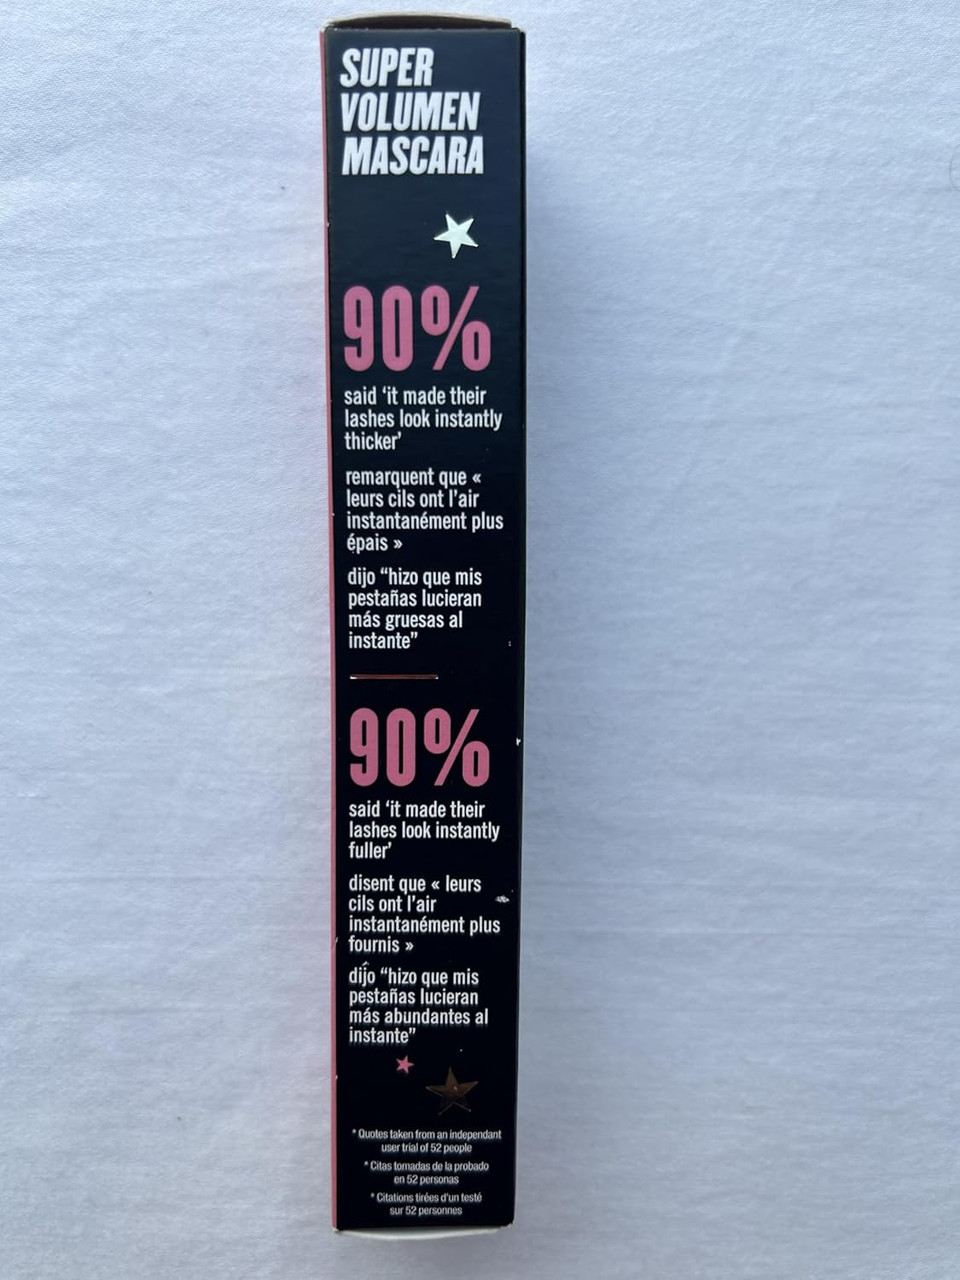 SUPER
VOLUMEN
MASCARA
90%
said ‘it made their
lashes look instantly
thicker’
remarquent que «
leurs cils ont l’air
instantanément plus
épais »
dijo “hizo que mis
pestañas lucieran
más gruesas al
instante”
90%
said ‘it made their
lashes look instantly
fuller’
disent que « leurs
cils ont l’air
instantanément plus
fournis »
dijo “hizo que mis
pestañas lucieran
más abundantes al
instante”
* Quotes taken from an independant
user trial of 52 people
* Citas tomadas de la probado
en 52 personas
* Citations tirées d’un testé
sur 52 personnes